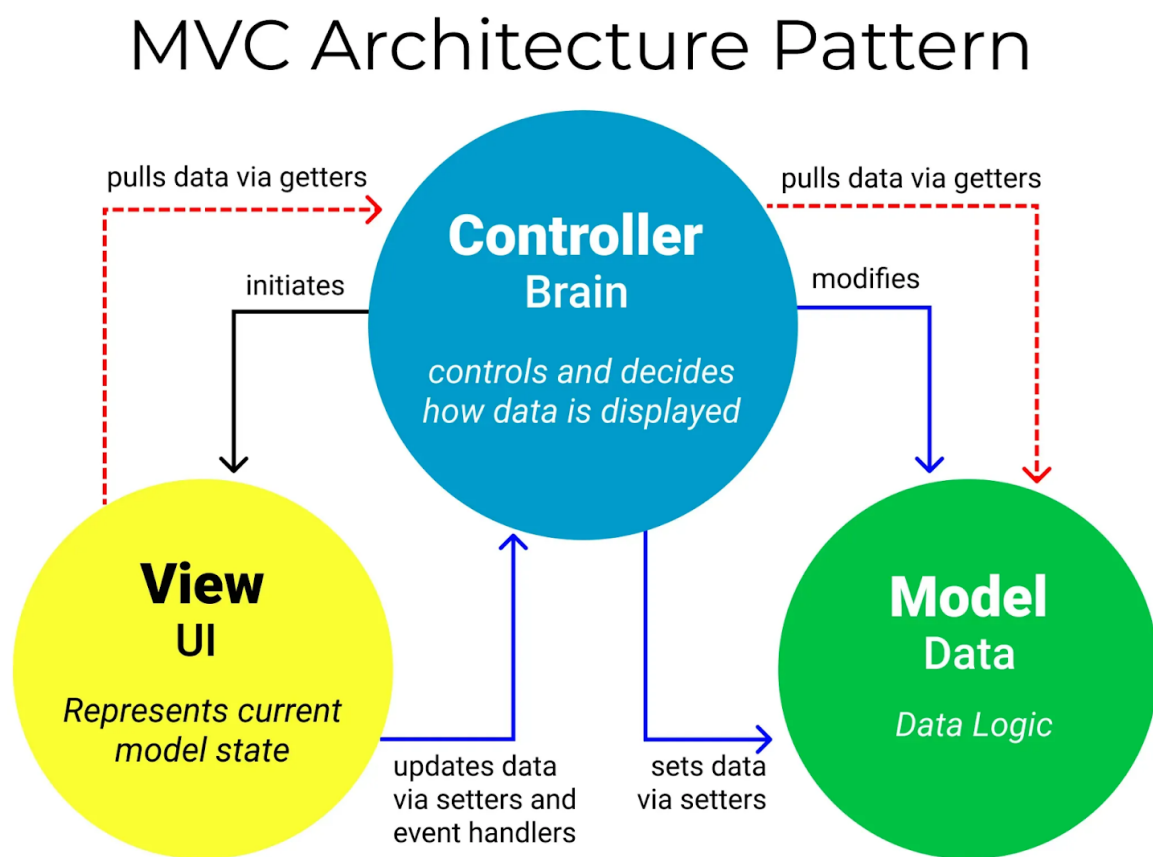 MVC Architecture Pattern
pulls data via getters
pulls data via getters
Controller
Brain
controls and decides
how data is displayed
initiates
modifies
View
UI
Represents current
model state
Model
Data
Data Logic
updates data
via setters and
event handlers
sets data
via setters